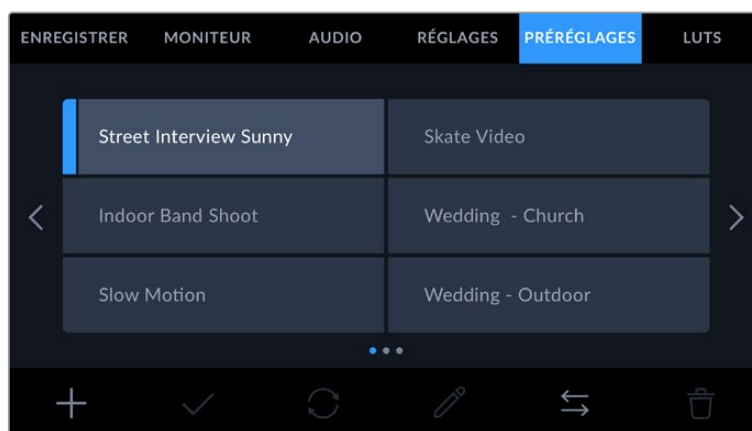 ENREGISTRER MONITEUR AUDIO RÉGLAGES PRÉRÉGLAGES LUTS
Street Interview Sunny Skate Video
Indoor Band Shoot Wedding - Church
Slow Motion Wedding - Outdoor